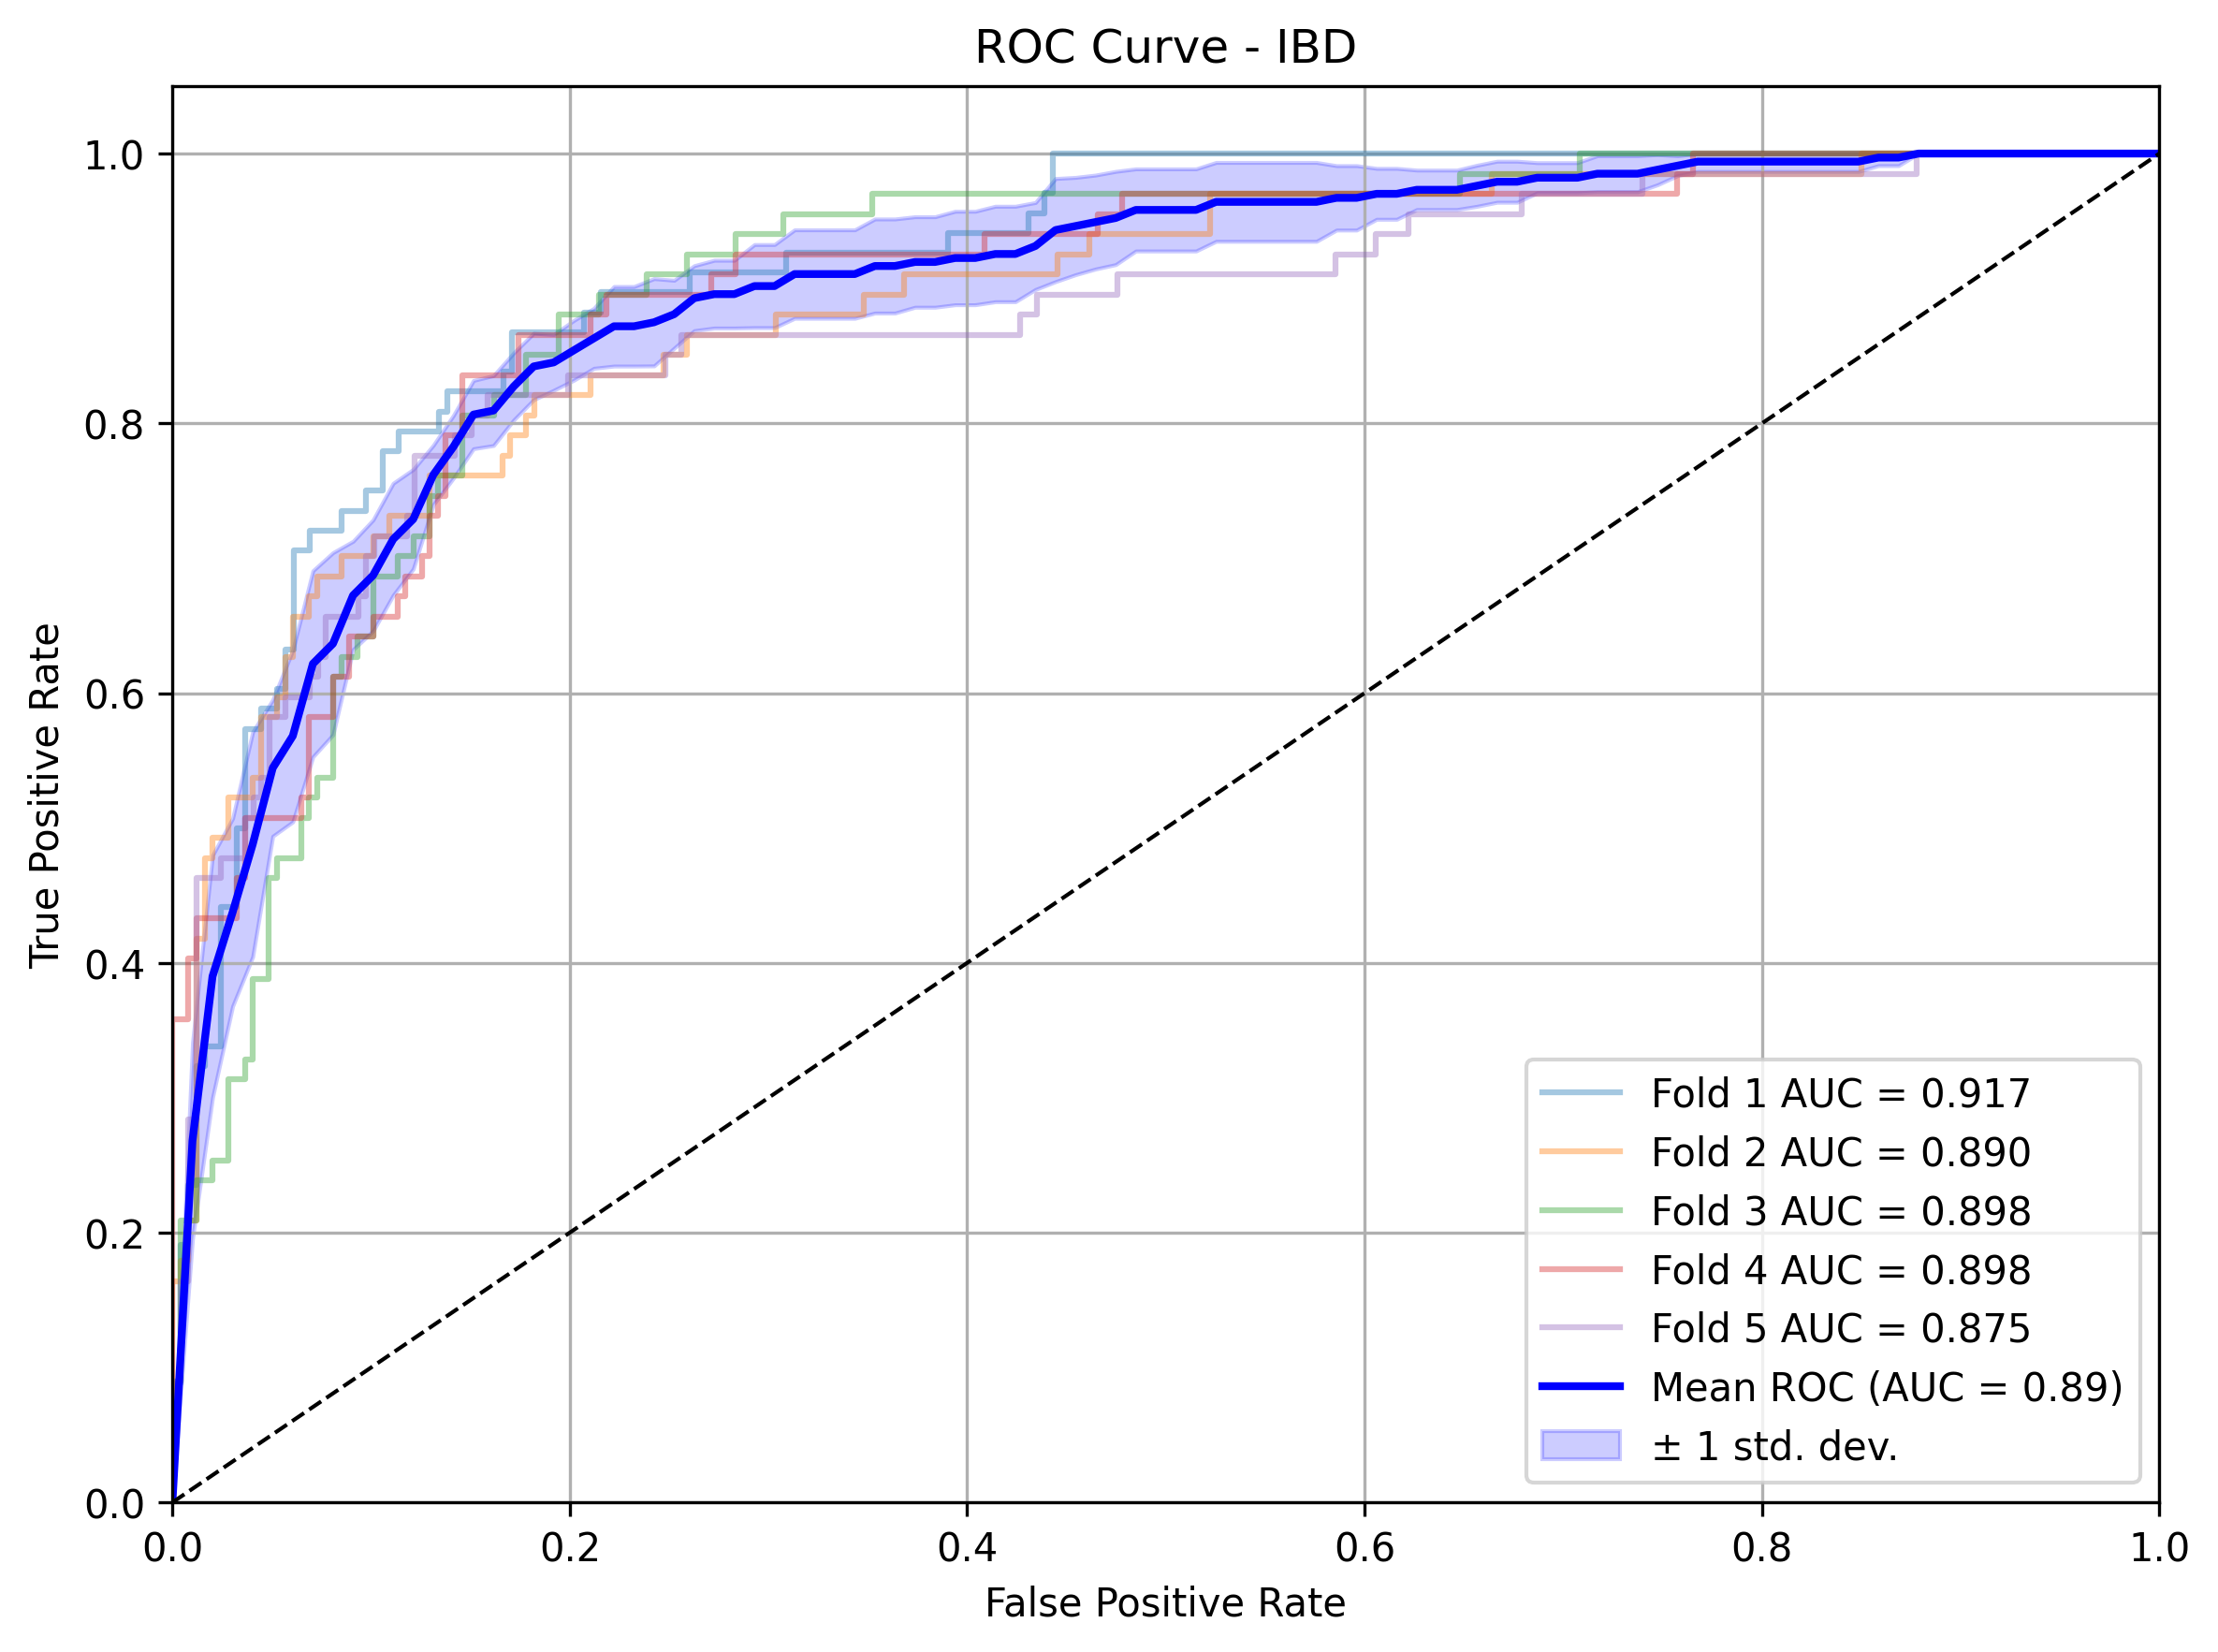 ROC Curve - IBD
True Positive Rate
1.0
0.8
0.6
0.4
0.2
0.0
0.0 0.2 0.4 0.6 0.8 1.0
False Positive Rate
Fold 1 AUC = 0.917
Fold 2 AUC = 0.890
Fold 3 AUC = 0.898
Fold 4 AUC = 0.898
Fold 5 AUC = 0.875
Mean ROC (AUC = 0.89)
± 1 std. dev.